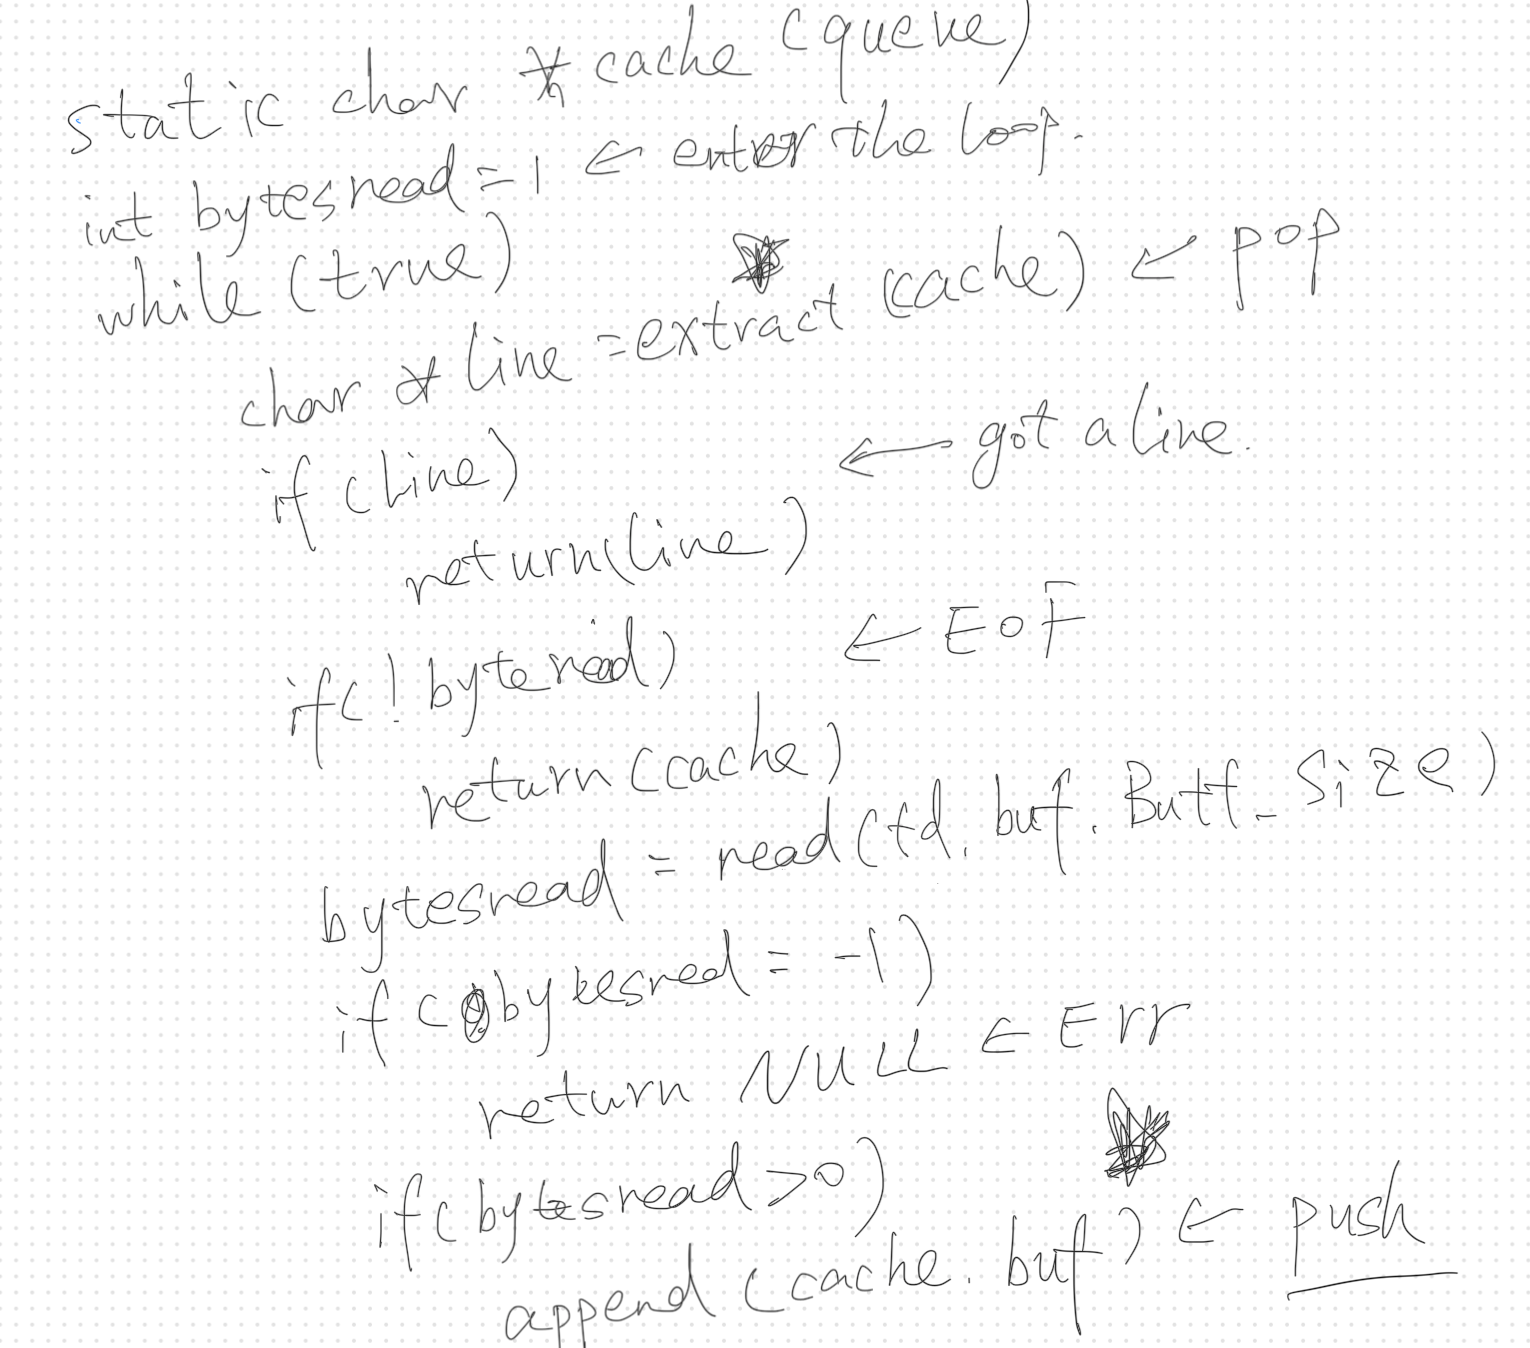 static char * cache (queue)
int bytesread = 1 ← enter the loop.
while (true)
char * line = extract (cache) ← pop
if (line) ← got a line.
return (line)
if (! byteread) ← EOF
return (cache)
bytesread = read (fd, buf, Buff_Size)
if (bytesred = -1)
return NULL ← Err
if (bytesread > 0)
append (cache, buf) ← push